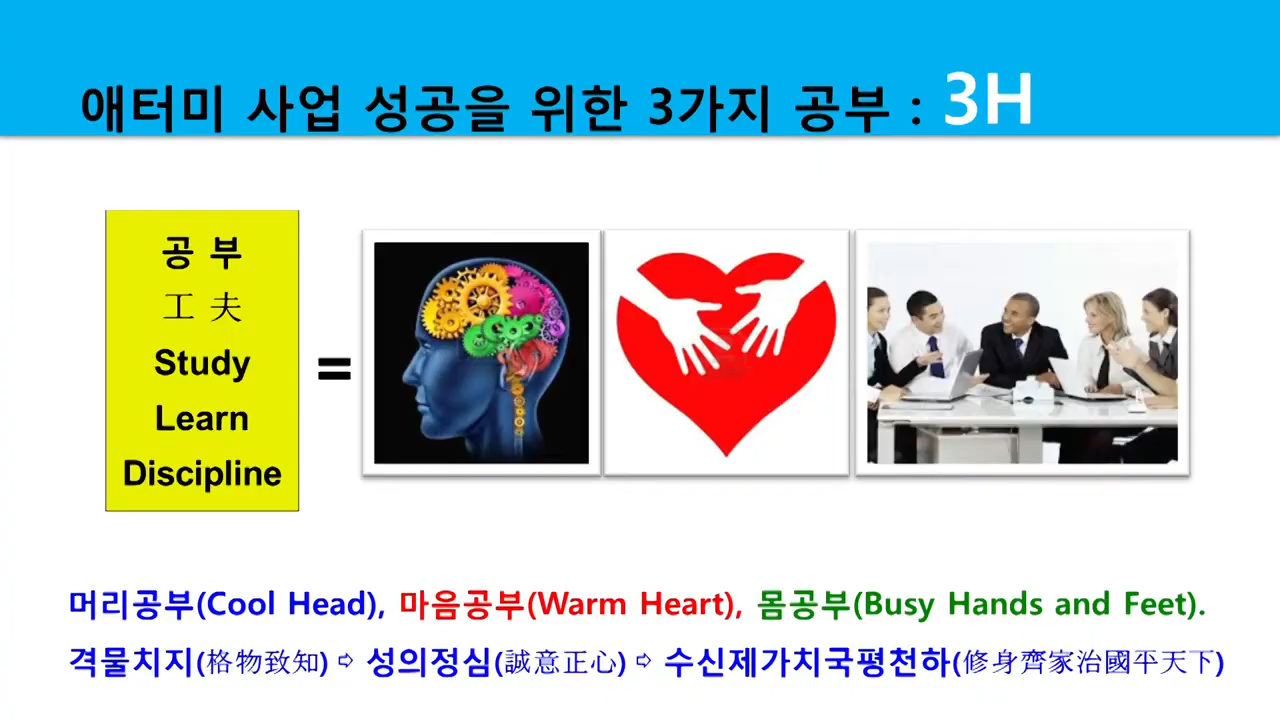 애터미 사업 성공을 위한 3가지 공부 : 3H
공 부
工 夫
Study
Learn
Discipline
=
머리공부(Cool Head), 마음공부(Warm Heart), 몸공부(Busy Hands and Feet).
격물치지(格物致知) ⇨ 성의정심(誠意正心) ⇨ 수신제가치국평천하(修身齊家治國平天下)